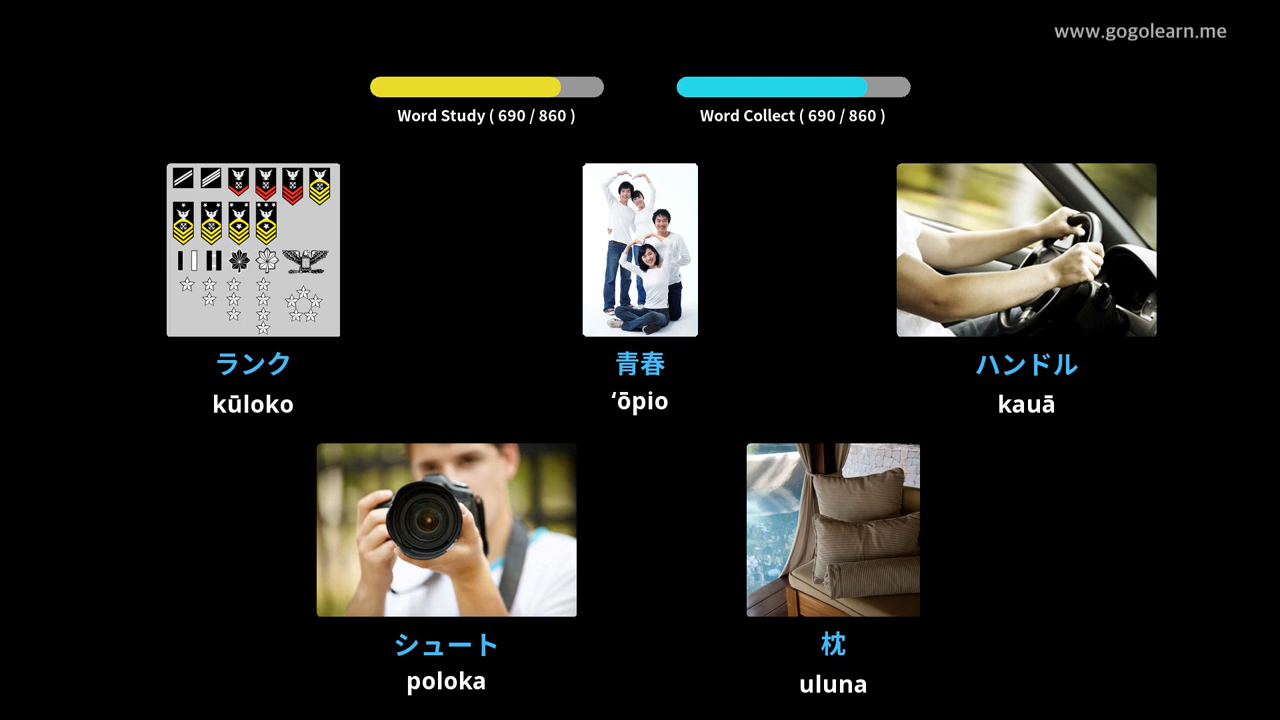 www.gogolearn.me
Word Study ( 690 / 860 )
Word Collect ( 690 / 860 )
ランク
kūloko
青春
ʻōpio
ハンドル
kauā
シュート
poloka
枕
uluna